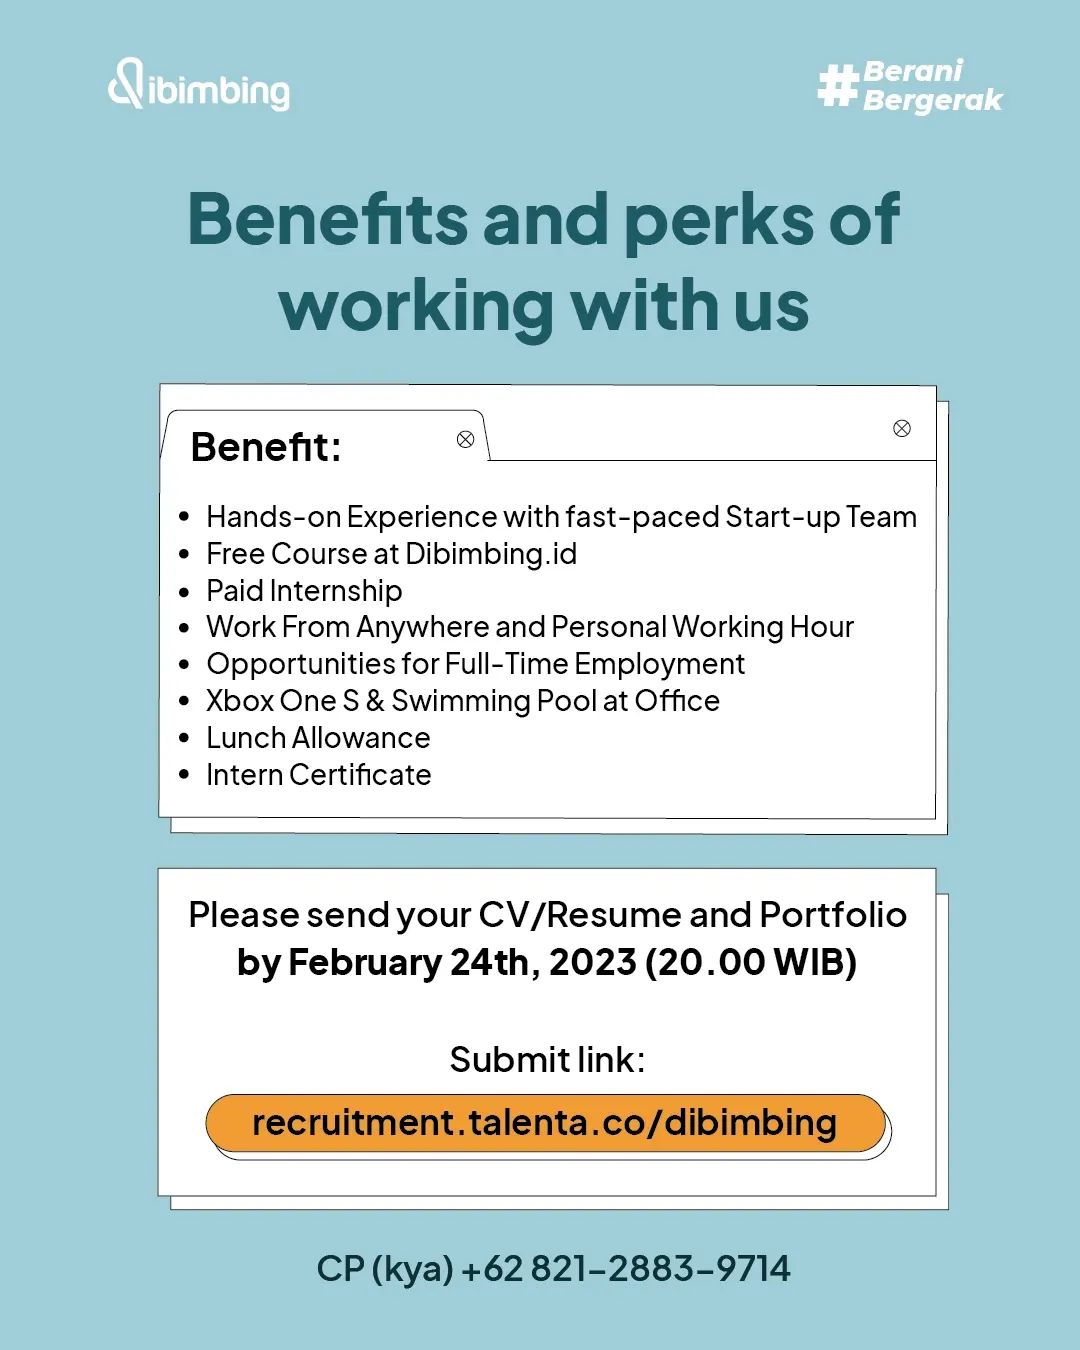 dibimbing
#Berani
Bergerak
Benefits and perks of
working with us
Benefit:
• Hands-on Experience with fast-paced Start-up Team
• Free Course at Dibimbing.id
• Paid Internship
• Work From Anywhere and Personal Working Hour
• Opportunities for Full-Time Employment
• Xbox One S & Swimming Pool at Office
• Lunch Allowance
• Intern Certificate
Please send your CV/Resume and Portfolio
by February 24th, 2023 (20.00 WIB)
Submit link:
recruitment.talenta.co/dibimbing
CP (kya) +62 821-2883-9714